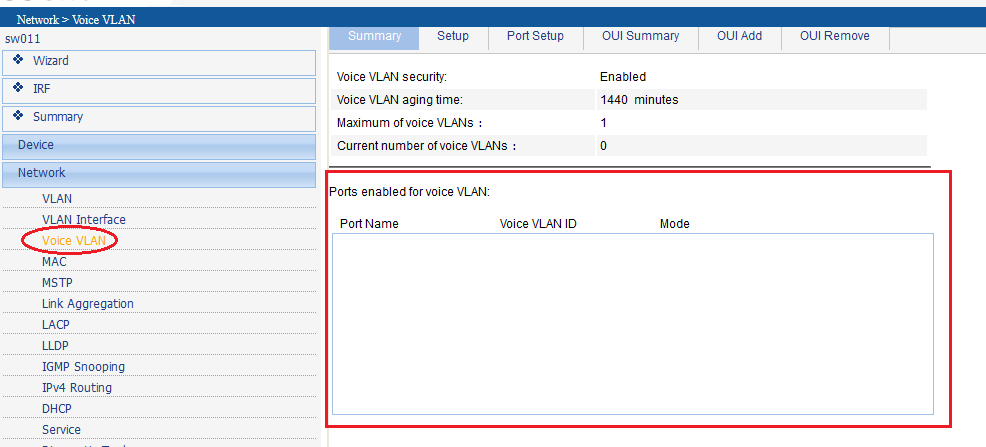 Network > Voice VLAN
sw011
Wizard
IRF
Summary
Device
Network
VLAN
VLAN Interface
Voice VLAN
MAC
MSTP
Link Aggregation
LACP
LLDP
IGMP Snooping
IPv4 Routing
DHCP
Service
Summary Setup Port Setup OUI Summary OUI Add OUI Remove
Voice VLAN security: Enabled
Voice VLAN aging time: 1440 minutes
Maximum of voice VLANs : 1
Current number of voice VLANs : 0
Ports enabled for voice VLAN:
Port Name Voice VLAN ID Mode